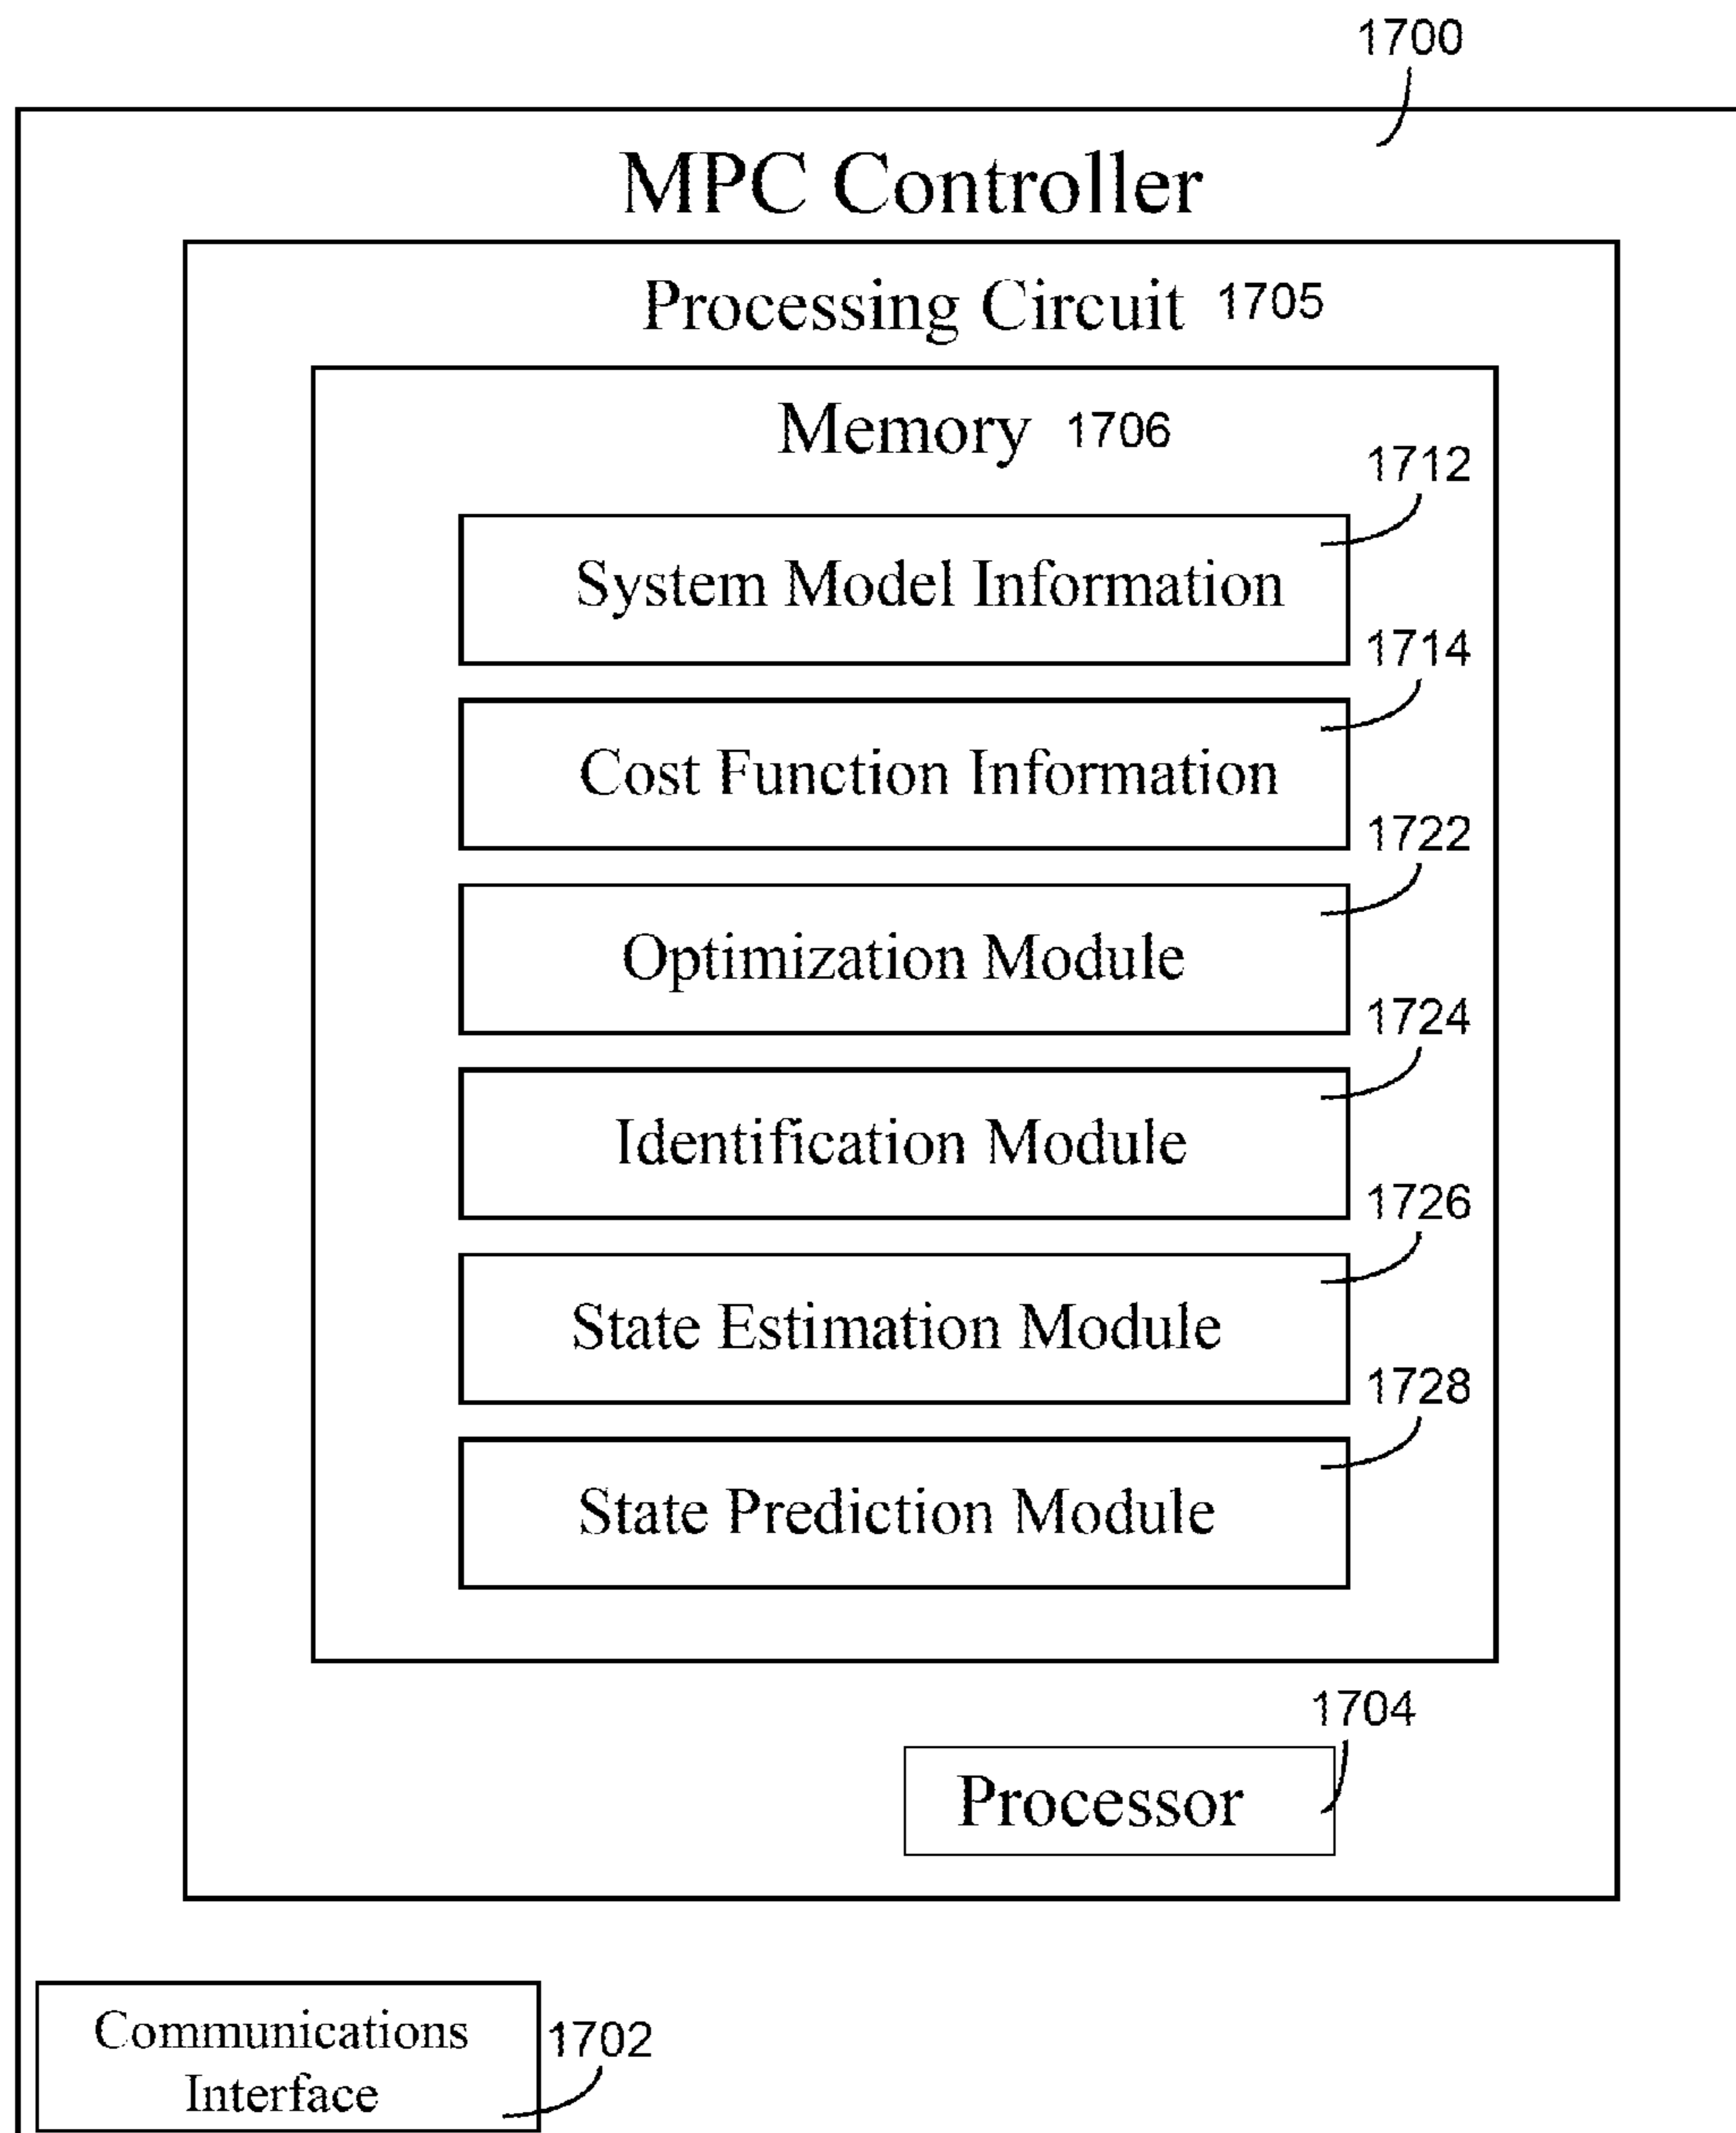 1700
MPC Controller
Processing Circuit 1705
Memory 1706
1712
System Model Information
1714
Cost Function Information
1722
Optimization Module
1724
Identification Module
1726
State Estimation Module
1728
State Prediction Module
1704
Processor
Communications
Interface
1702